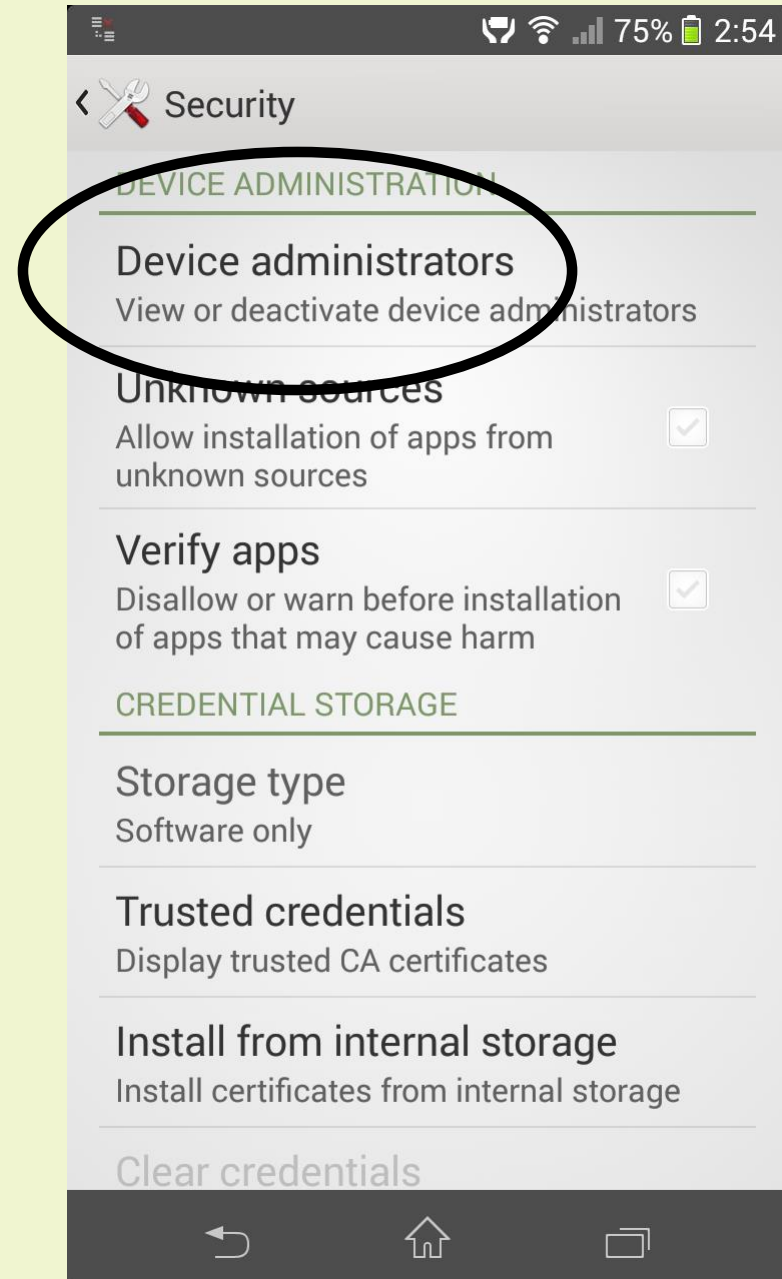 75% 2:54
Security
DEVICE ADMINISTRATION
Device administrators
View or deactivate device administrators
Unknown sources
Allow installation of apps from
unknown sources
Verify apps
Disallow or warn before installation
of apps that may cause harm
CREDENTIAL STORAGE
Storage type
Software only
Trusted credentials
Display trusted CA certificates
Install from internal storage
Install certificates from internal storage
Clear credentials